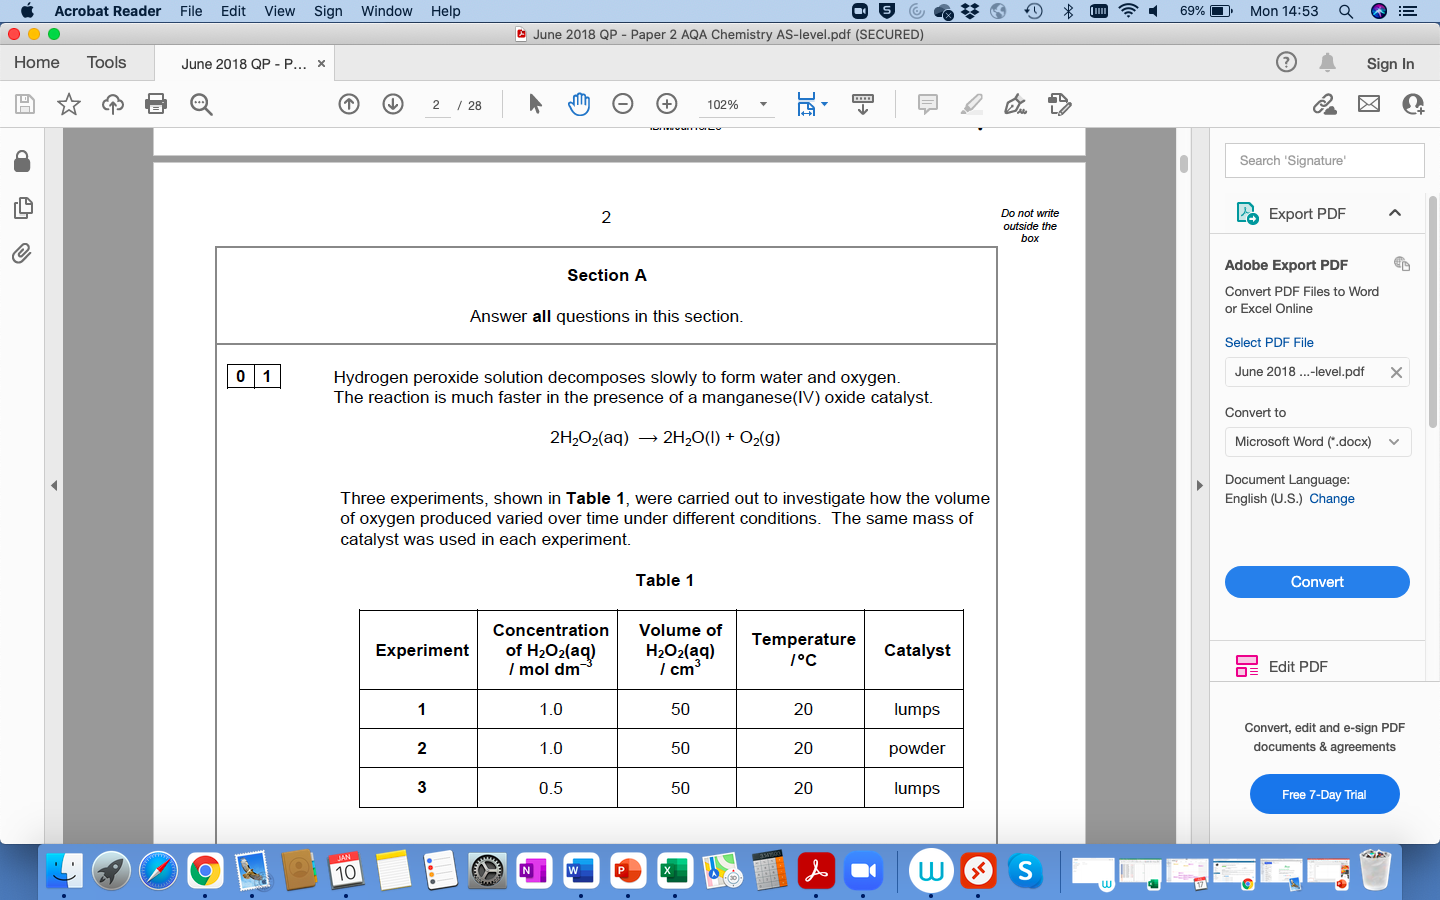 Acrobat Reader File Edit View Sign Window Help 69% Mon 14:53
June 2018 QP - Paper 2 AQA Chemistry AS-level.pdf (SECURED)
Home Tools June 2018 QP - P... × Sign In
2 / 28 102%
2
Do not write
outside the
box
Section A
Answer all questions in this section.
0 1
Hydrogen peroxide solution decomposes slowly to form water and oxygen.
The reaction is much faster in the presence of a manganese(IV) oxide catalyst.
2H₂O₂(aq) ⟶ 2H₂O(l) + O₂(g)
Three experiments, shown in Table 1, were carried out to investigate how the volume
of oxygen produced varied over time under different conditions. The same mass of
catalyst was used in each experiment.
Table 1
Experiment Concentration of H₂O₂(aq) / mol dm⁻³ Volume of H₂O₂(aq) / cm³ Temperature / °C Catalyst
1 1.0 50 20 lumps
2 1.0 50 20 powder
3 0.5 50 20 lumps
Search 'Signature'
Export PDF
Adobe Export PDF
Convert PDF Files to Word
or Excel Online
Select PDF File
June 2018 ...-level.pdf
Convert to
Microsoft Word (*.docx)
Document Language:
English (U.S.) Change
Convert
Edit PDF
Convert, edit and e-sign PDF
documents & agreements
Free 7-Day Trial
JAN
10